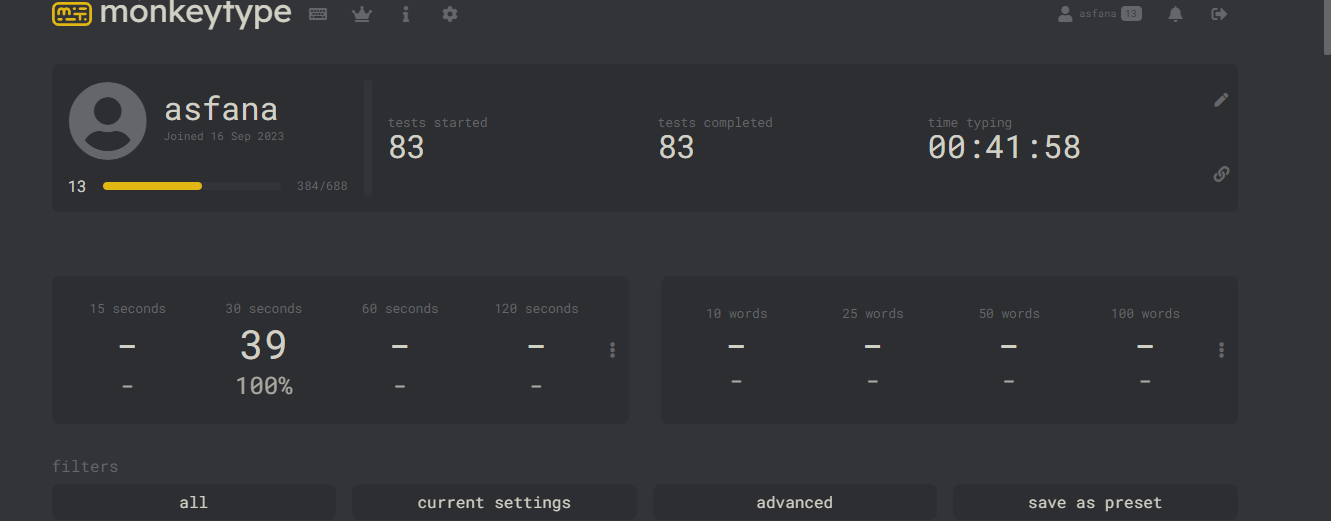 monkeytype
asfana 13
asfana
Joined 16 Sep 2023
13 384/688
tests started
83
tests completed
83
time typing
00:41:58
15 seconds 30 seconds 60 seconds 120 seconds
- 39 - -
- 100% - -
10 words 25 words 50 words 100 words
- - - -
- - - -
filters
all current settings advanced save as preset